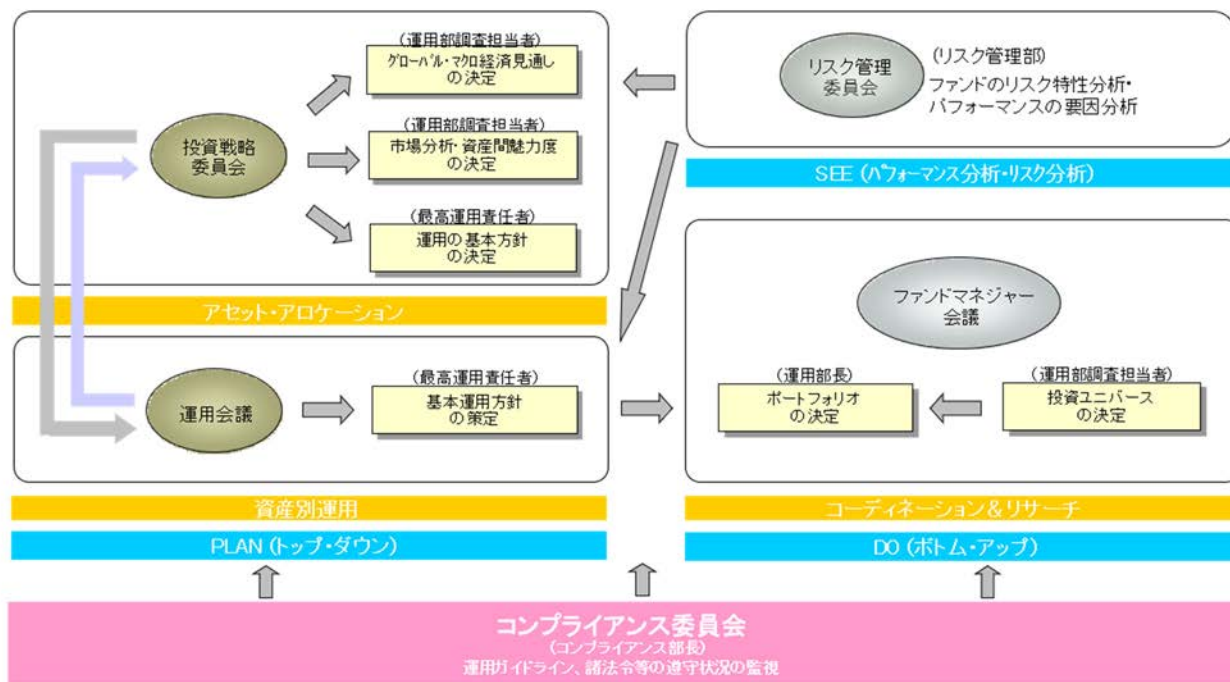 (運用部調査担当者)
グローバル・マクロ経済見通し
の決定
投資戦略
委員会
(運用部調査担当者)
市場分析・資産間魅力度
の決定
(最高運用責任者)
運用の基本方針
の決定
アセット・アロケーション
リスク管理
委員会
(リスク管理部)
ファンドのリスク特性分析・
パフォーマンスの要因分析
SEE (パフォーマンス分析・リスク分析)
運用会議
(最高運用責任者)
基本運用方針
の策定
資産別運用
PLAN (トップ・ダウン)
ファンドマネジャー
会議
(運用部長)
ポートフォリオ
の決定
(運用部調査担当者)
投資ユニバース
の決定
コーディネーション&リサーチ
DO (ボトム・アップ)
コンプライアンス委員会
(コンプライアンス部長)
運用ガイドライン、諸法令等の遵守状況の監視